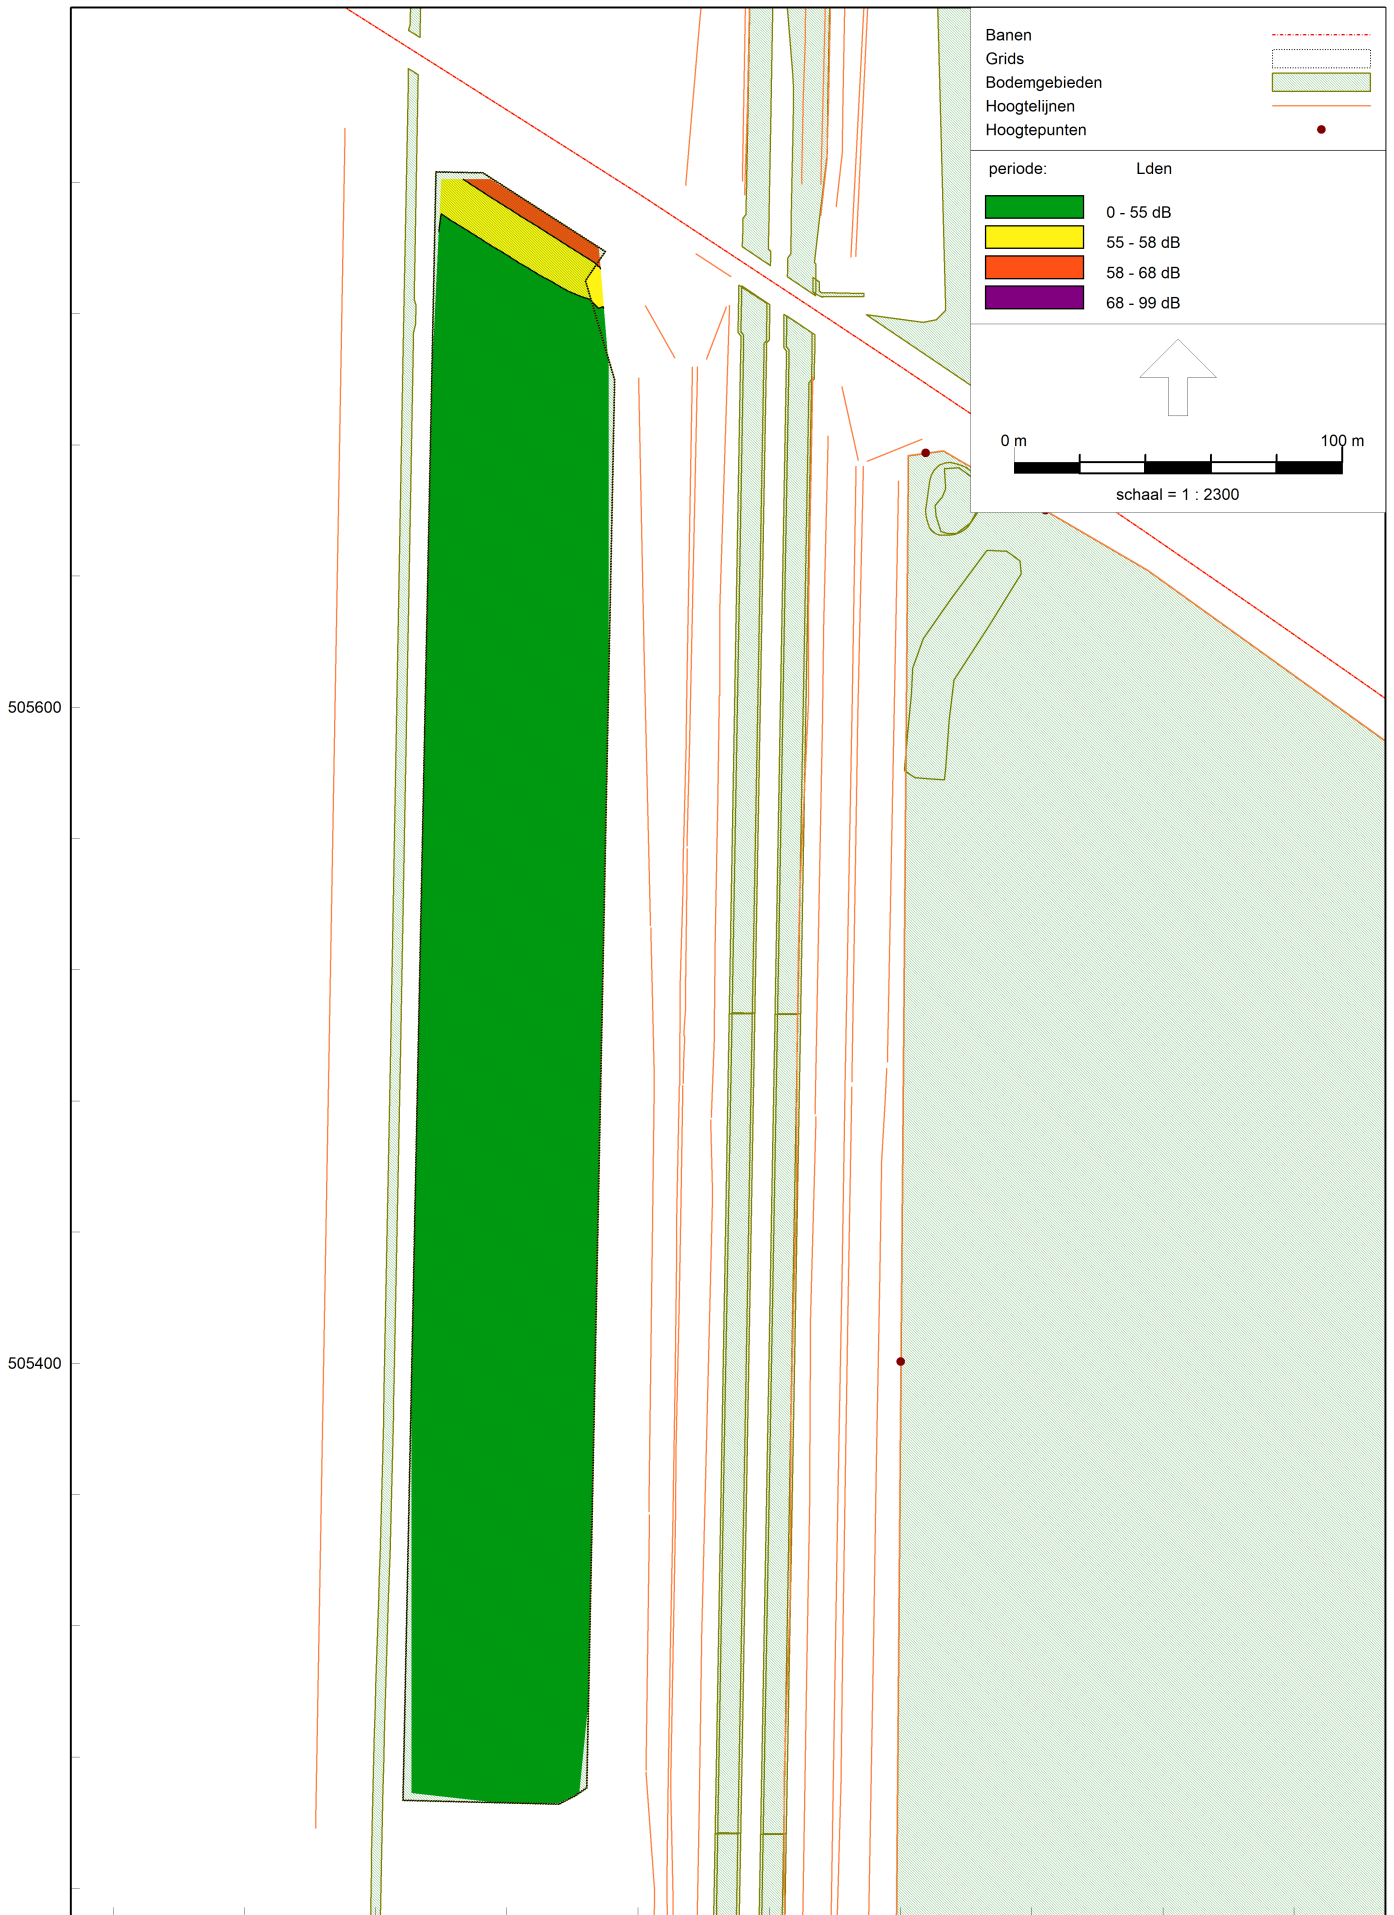 Banen
Grids
Bodemgebieden
Hoogtelijnen
Hoogtepunten
periode: Lden
0 - 55 dB
55 - 58 dB
58 - 68 dB
68 - 99 dB
0 m 100 m
schaal = 1 : 2300
505600
505400